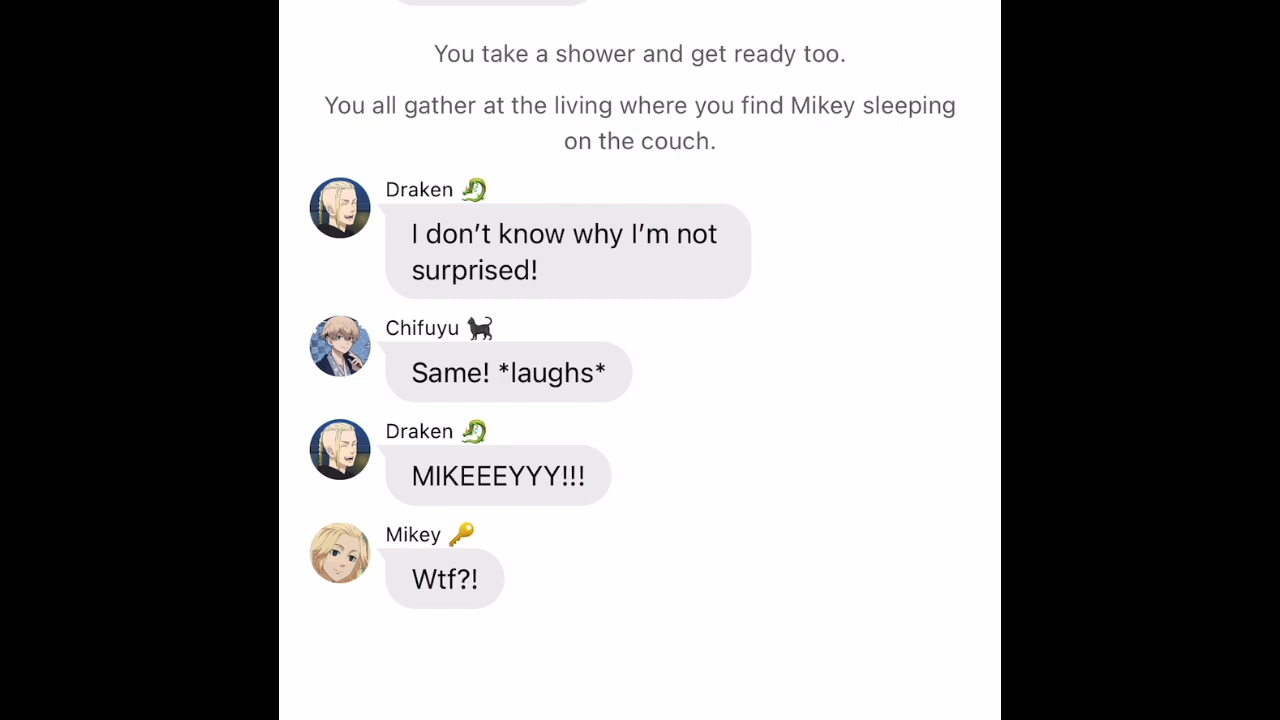 You take a shower and get ready too.
You all gather at the living where you find Mikey sleeping
on the couch.
Draken 🐉
I don’t know why I’m not
surprised!
Chifuyu 🐈‍⬛
Same! *laughs*
Draken 🐉
MIKEEEYYY!!!
Mikey 🔑
Wtf?!